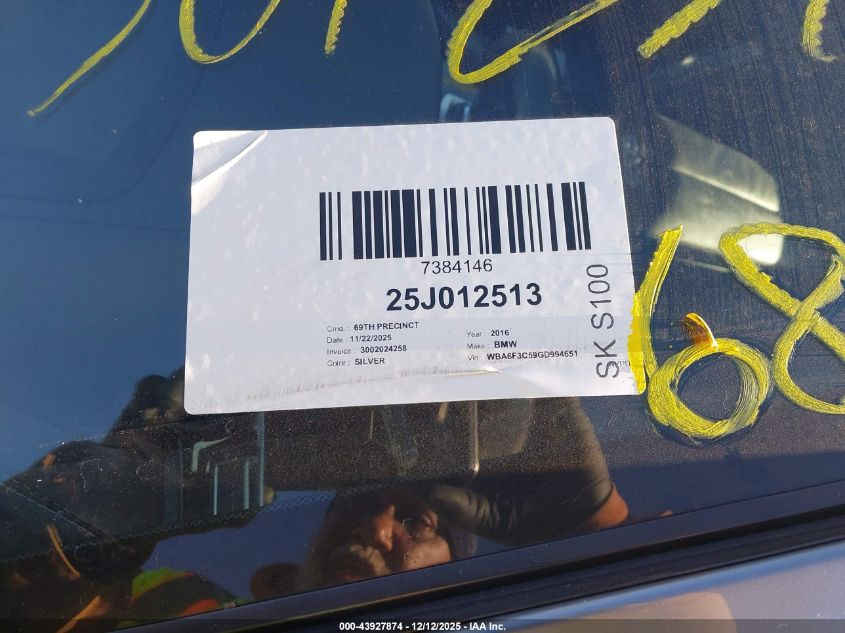 7384146
25J012513
Cmd. : 69TH PRECINCT
Date : 11/22/2025
Invoice : 3002024258
Color : SILVER
Year : 2016
Make : BMW
Vin : WBA6F3C59GD994651
SK S100
68
000-43927874 / 12/12/2025 - IAA Inc.